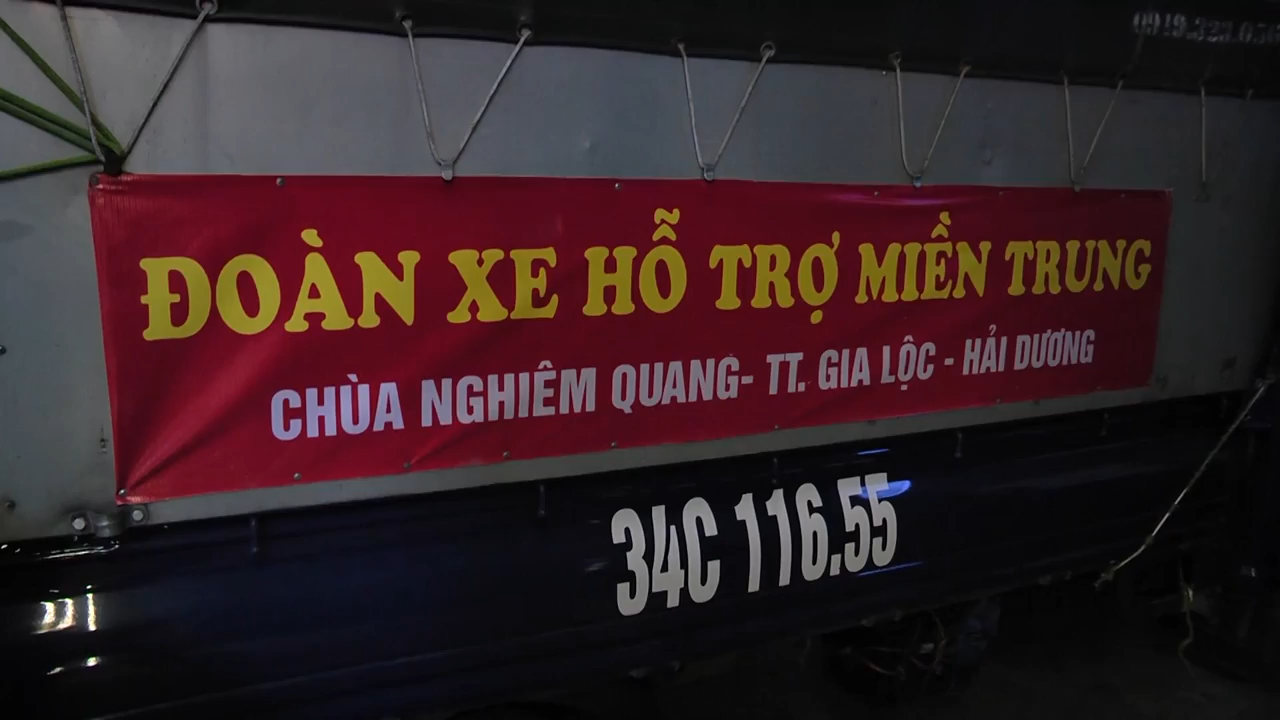 ĐOÀN XE HỖ TRỢ MIỀN TRUNG
CHÙA NGHIÊM QUANG- TT. GIA LỘC - HẢI DƯƠNG
34C 116.55